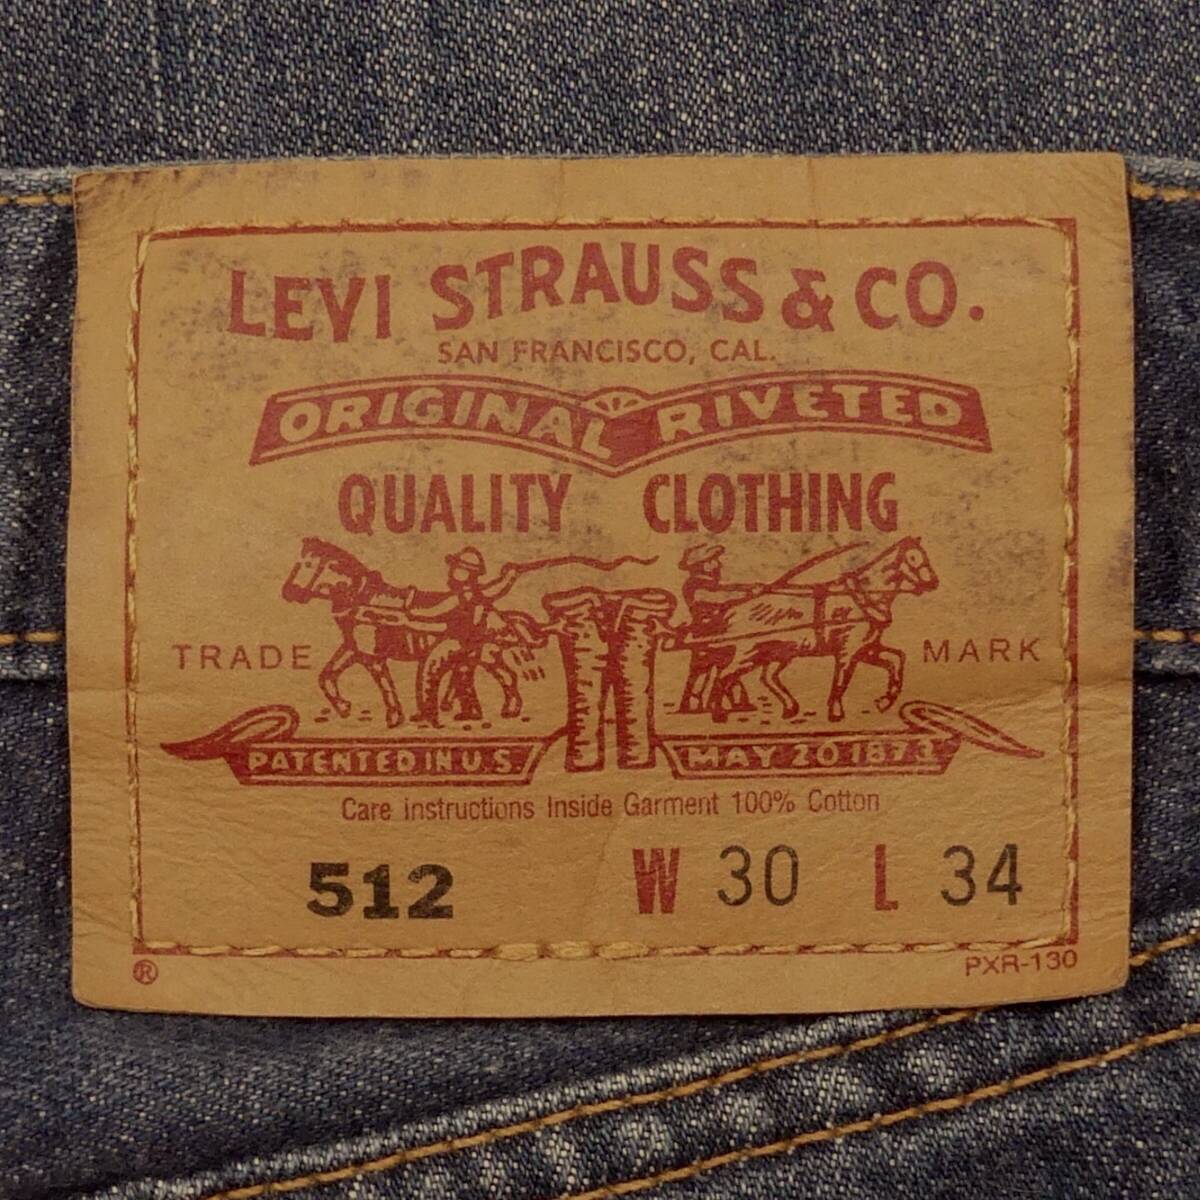 LEVI STRAUSS & CO.
SAN FRANCISCO, CAL.
ORIGINAL RIVETED
QUALITY CLOTHING
TRADE MARK
PATENTED IN U.S. MAY 20 1873
Care Instructions Inside Garment 100% Cotton
512 W 30 L 34
® PXR-130